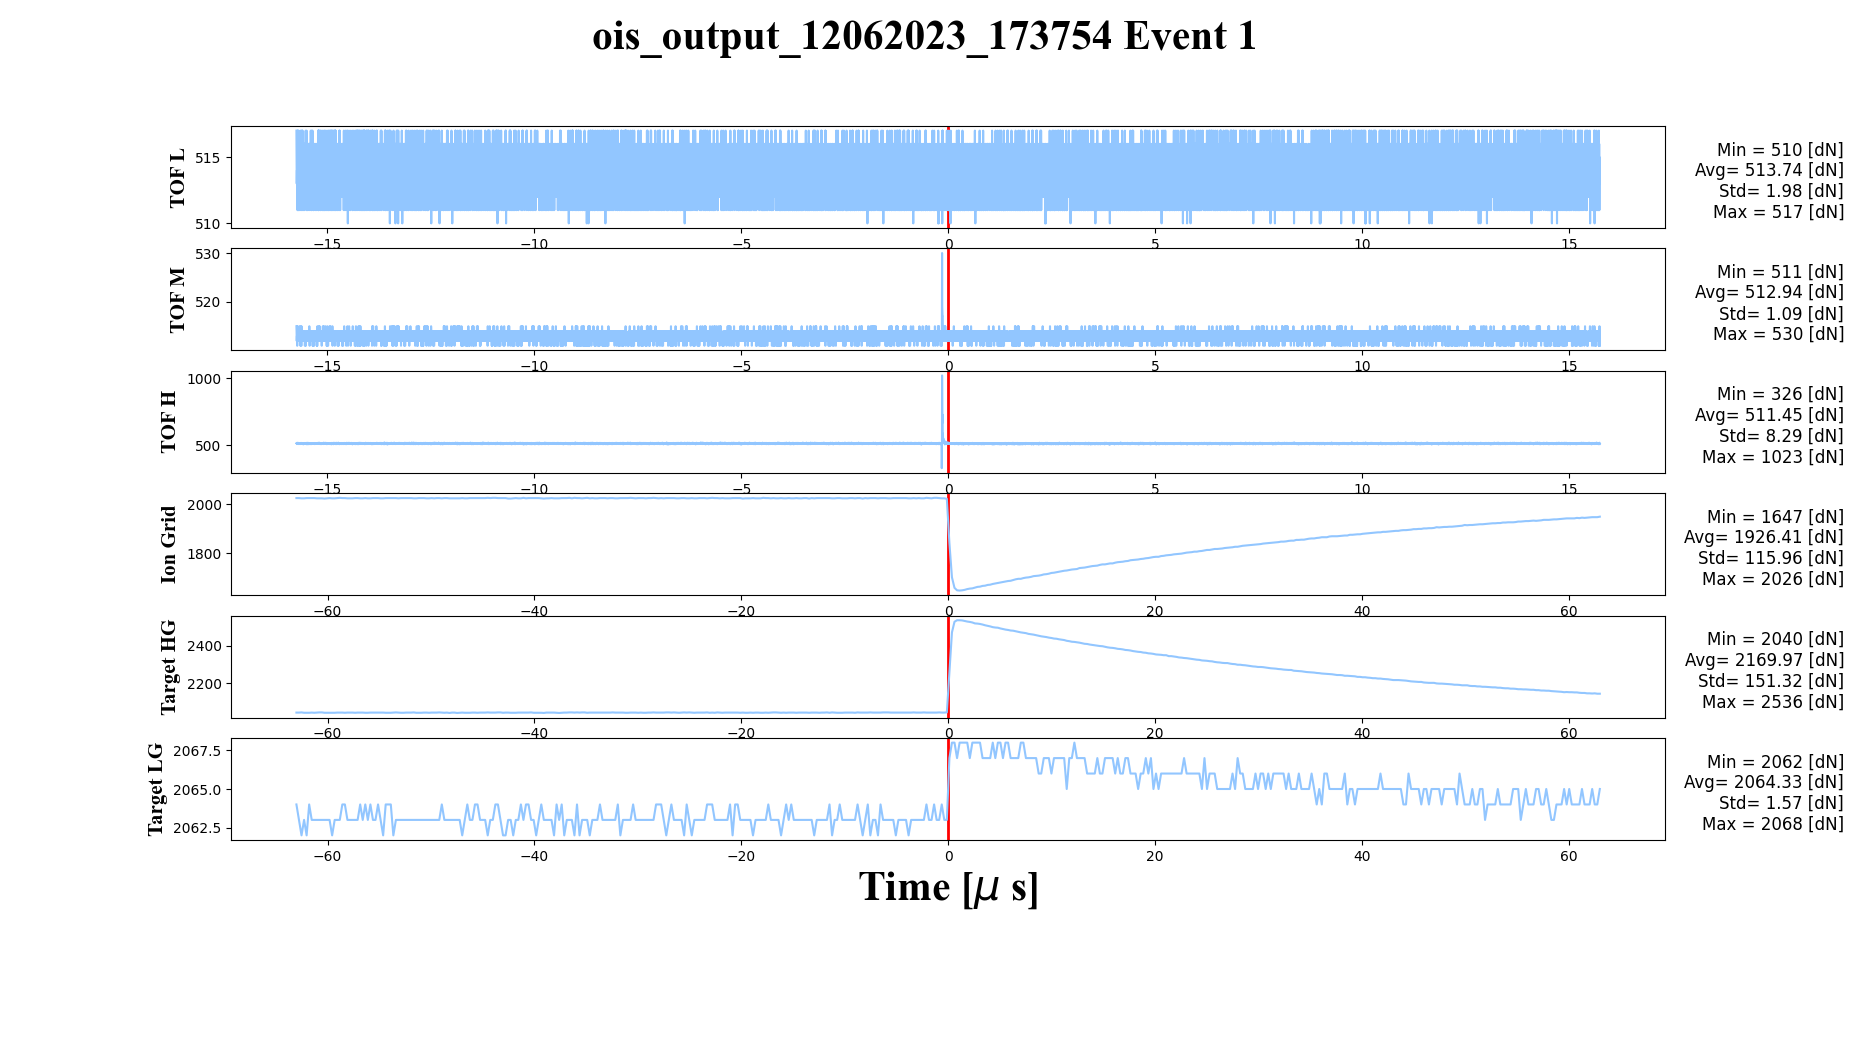 ois_output_12062023_173754 Event 1
TOF L
515
510
−15 −10 −5 0 5 10 15
Min = 510 [dN]
Avg= 513.74 [dN]
Std= 1.98 [dN]
Max = 517 [dN]
TOF M
530
520
−15 −10 −5 0 5 10 15
Min = 511 [dN]
Avg= 512.94 [dN]
Std= 1.09 [dN]
Max = 530 [dN]
TOF H
1000
500
−15 −10 −5 0 5 10 15
Min = 326 [dN]
Avg= 511.45 [dN]
Std= 8.29 [dN]
Max = 1023 [dN]
Ion Grid
2000
1800
−60 −40 −20 0 20 40 60
Min = 1647 [dN]
Avg= 1926.41 [dN]
Std= 115.96 [dN]
Max = 2026 [dN]
Target HG
2400
2200
−60 −40 −20 0 20 40 60
Min = 2040 [dN]
Avg= 2169.97 [dN]
Std= 151.32 [dN]
Max = 2536 [dN]
Target LG
2067.5
2065.0
2062.5
−60 −40 −20 0 20 40 60
Min = 2062 [dN]
Avg= 2064.33 [dN]
Std= 1.57 [dN]
Max = 2068 [dN]
Time [μ s]